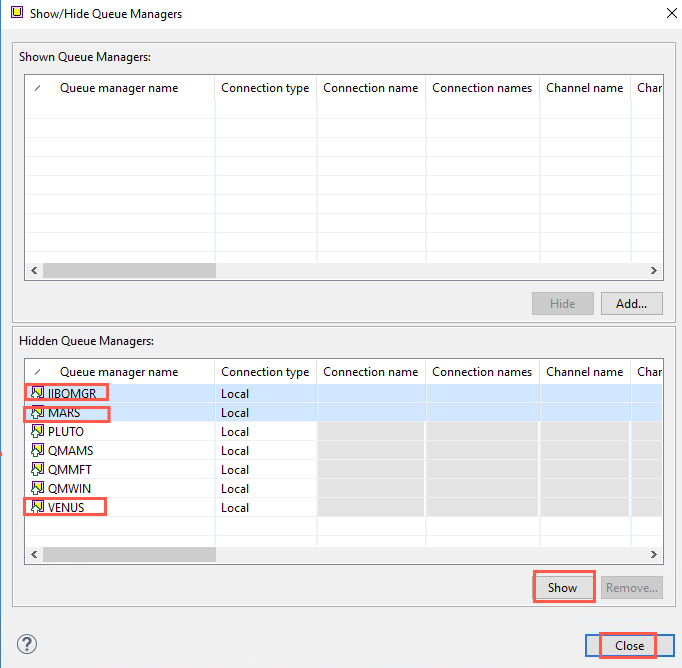 Show/Hide Queue Managers
Shown Queue Managers:
Queue manager name Connection type Connection name Connection names Channel name Char
Hide Add...
Hidden Queue Managers:
Queue manager name Connection type Connection name Connection names Channel name Char
IIBQMGR Local
MARS Local
PLUTO Local
QMAMS Local
QMMFT Local
QMWIN Local
VENUS Local
Show Remove...
? Close